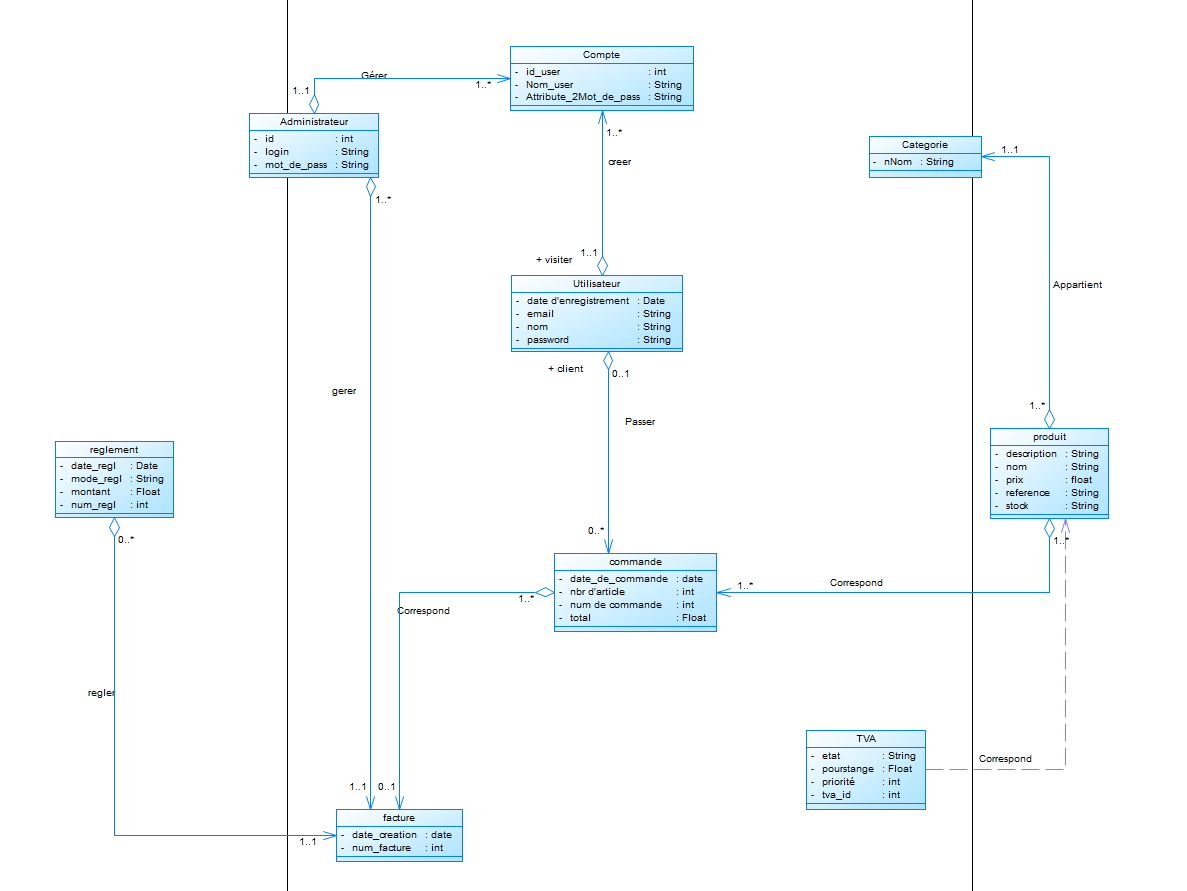 Compte
- id_user : int
- Nom_user : String
- Attribute_2Mot_de_pass : String
Gérer
1..1
1..*
Administrateur
- id : int
- login : String
- mot_de_pass : String
1..*
1..*
creer
Categorie
- nNom : String
1..1
+ visiter
1..1
Utilisateur
- date d'enregistrement : Date
- email : String
- nom : String
- password : String
Appartient
+ client
0..1
gerer
Passer
1..*
reglement
- date_regl : Date
- mode_regl : String
- montant : Float
- num_regl : int
0..*
produit
- description : String
- nom : String
- prix : float
- reference : String
- stock : String
1..*
0..*
commande
- date_de_commande : date
- nbr d'article : int
- num de commande : int
- total : Float
1..*
Correspond
1..*
Correspond
regler
TVA
- etat : String
- pourstange : Float
- priorité : int
- tva_id : int
Correspond
1..1
0..1
facture
- date_creation : date
- num_facture : int
1..1